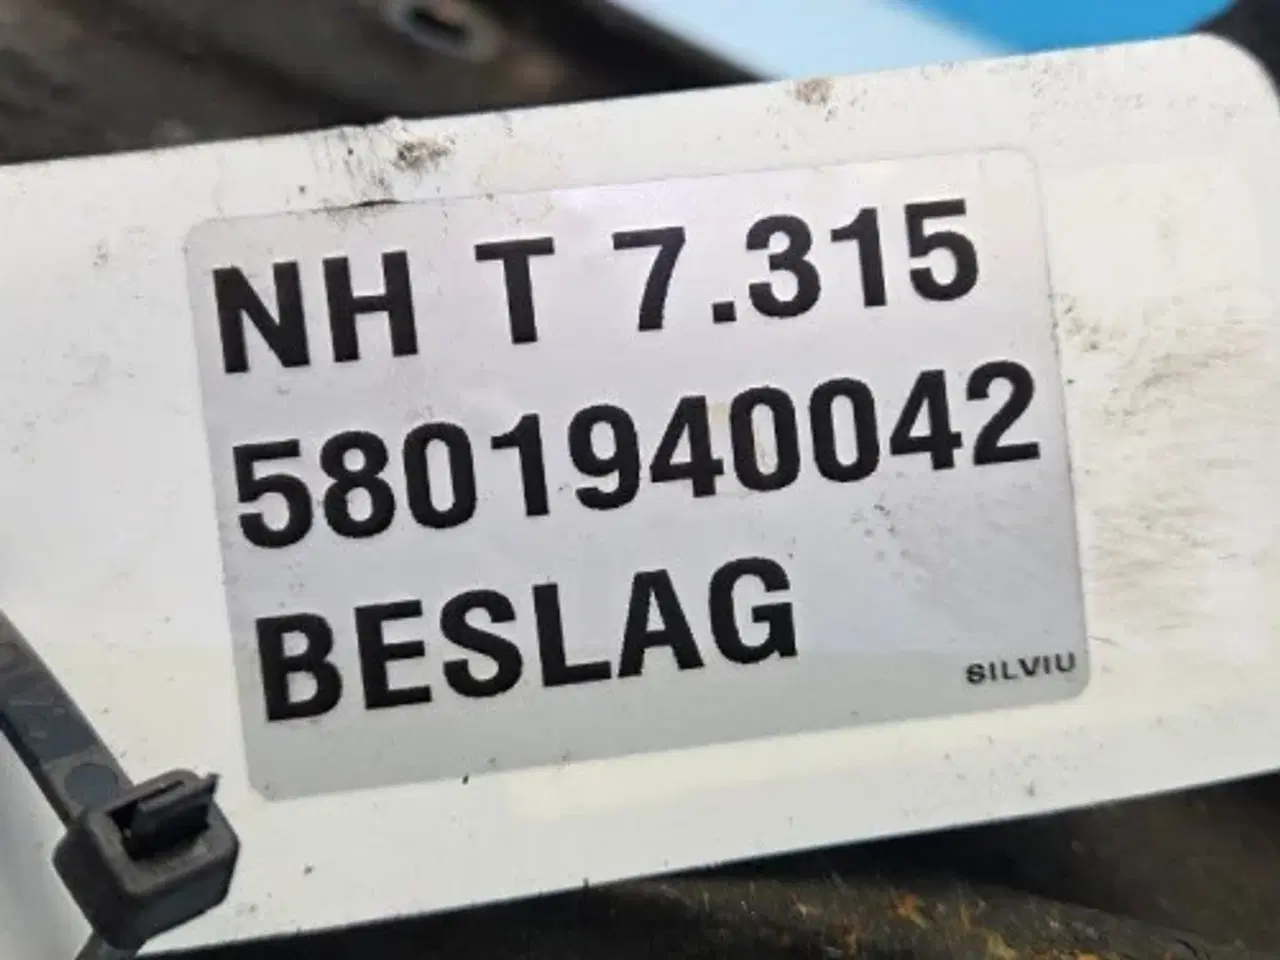 NH T 7.315
5801940042
BESLAG
SILVIU